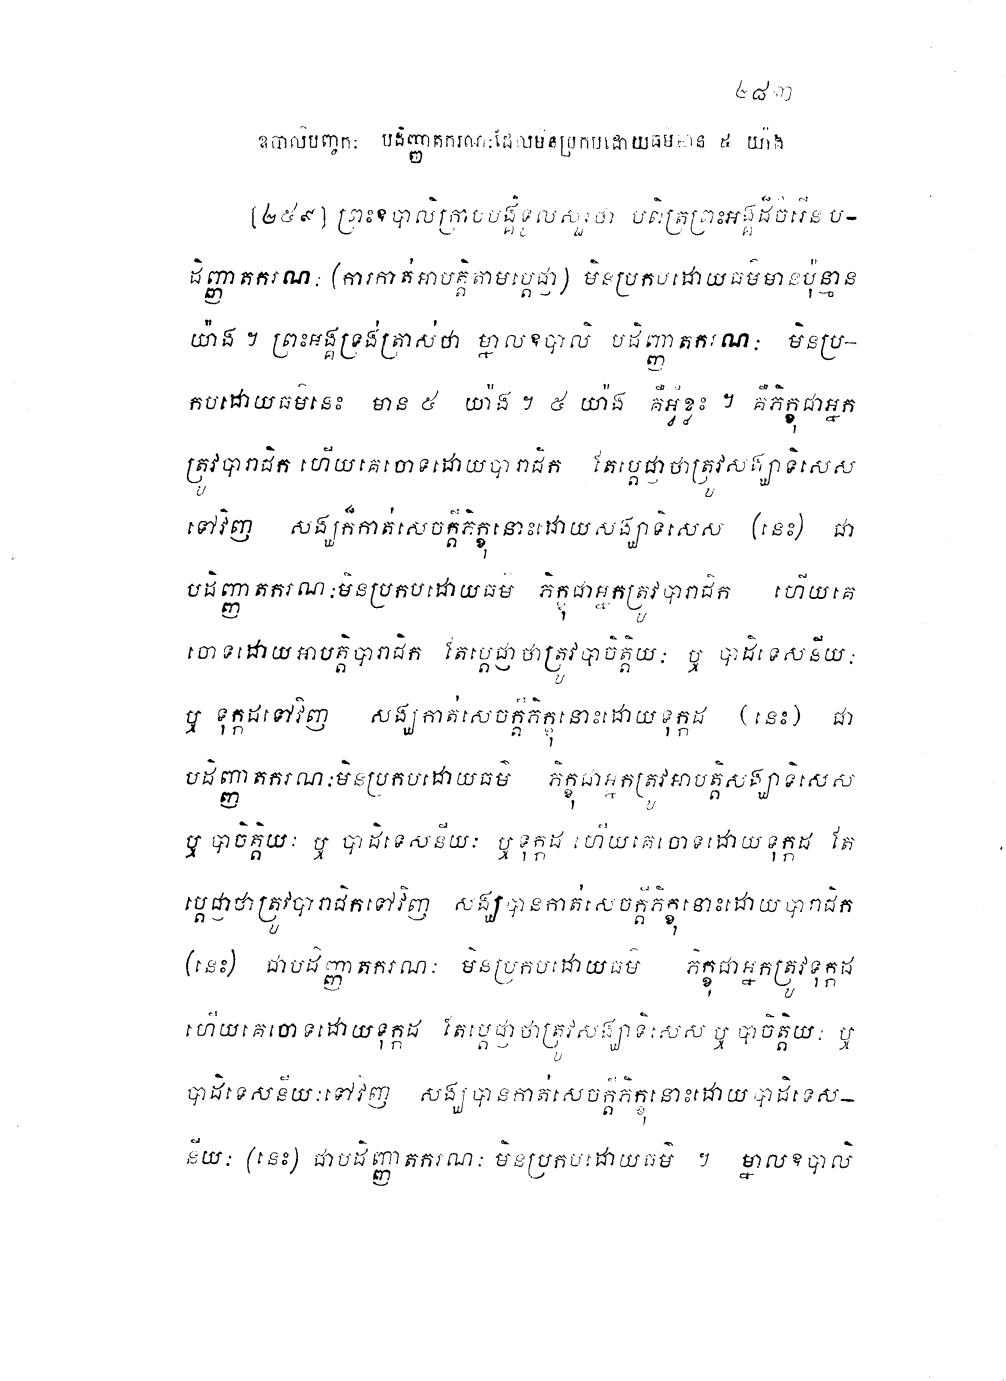 ២៨៣
ឧបាលិបញ្ចកៈ បដិញ្ញាតករណៈដែលមិនប្រកបដោយធម៌មាន ៥ យ៉ាង
[២៥៩] ព្រះឧបាលិក្រាបបង្គំទូលសួរថា បពិត្រព្រះអង្គដ៏ចំរើន ប-
ដិញ្ញាតករណៈ (ការកាត់អាបត្តិតាមប្តេជ្ញា) មិនប្រកបដោយធម៌មានប៉ុន្មាន
យ៉ាង ។ ព្រះអង្គទ្រង់ត្រាស់ថា ម្នាលឧបាលិ បដិញ្ញាតករណៈ មិនប្រ-
កបដោយធម៌នេះ មាន ៥ យ៉ាង ។ ៥ យ៉ាង គឺអ្វីខ្លះ ។ គឺភិក្ខុជាអ្នក
ត្រូវបារាជិក ហើយគេចោទដោយបារាជិក តែប្តេជ្ញាថាត្រូវសង្ឃាទិសេស
ទៅវិញ សង្ឃក៏កាត់សេចក្តីភិក្ខុនោះដោយសង្ឃាទិសេស (នេះ) ជា
បដិញ្ញាតករណៈមិនប្រកបដោយធម៌ ភិក្ខុជាអ្នកត្រូវបារាជិក ហើយគេ
ចោទដោយអាបត្តិបារាជិក តែប្តេជ្ញាថាត្រូវបាចិត្តិយៈ ឬ បាដិទេសនីយៈ
ឬ ទុក្កដទៅវិញ សង្ឃកាត់សេចក្តីភិក្ខុនោះដោយទុក្កដ (នេះ) ជា
បដិញ្ញាតករណៈមិនប្រកបដោយធម៌ ភិក្ខុជាអ្នកត្រូវអាបត្តិសង្ឃាទិសេស
ឬ បាចិត្តិយៈ ឬ បាដិទេសនីយៈ ឬទុក្កដ ហើយគេចោទដោយទុក្កដ តែ
ប្តេជ្ញាថាត្រូវបារាជិកទៅវិញ សង្ឃបានកាត់សេចក្តីភិក្ខុនោះដោយបារាជិក
(នេះ) ជាបដិញ្ញាតករណៈ មិនប្រកបដោយធម៌ ភិក្ខុជាអ្នកត្រូវទុក្កដ
ហើយគេចោទដោយទុក្កដ តែប្តេជ្ញាថាត្រូវសង្ឃាទិសេស ឬ បាចិត្តិយៈ ឬ
បាដិទេសនីយៈទៅវិញ សង្ឃបានកាត់សេចក្តីភិក្ខុនោះដោយបាដិទេស-
នីយៈ (នេះ) ជាបដិញ្ញាតករណៈ មិនប្រកបដោយធម៌ ។ ម្នាលឧបាលិ